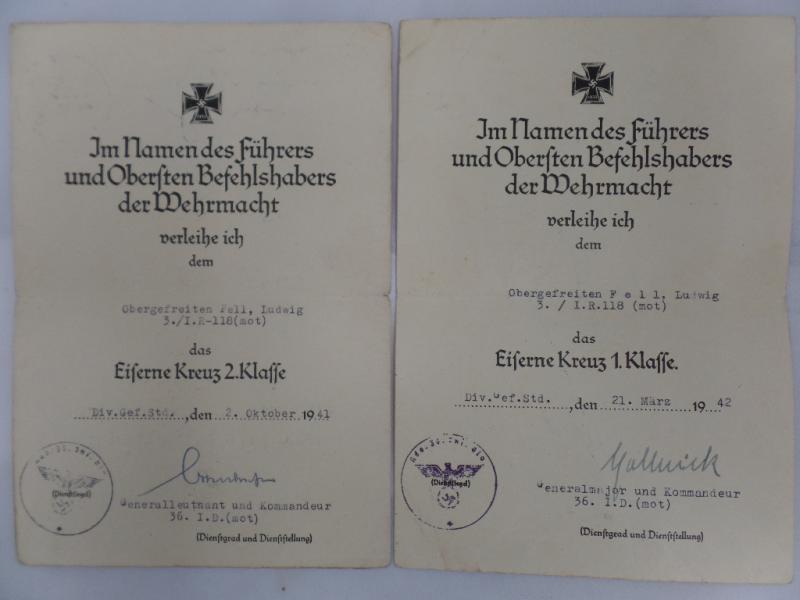 Im Namen des Führers
und Obersten Befehlshabers
der Wehrmacht
verleihe ich
dem
Obergefreiten Fell, Ludwig
3./I.R-118(mot)
das
Eiserne Kreuz 2.Klasse
Div.Gef.Std. ,den 2. Oktober 1941
Generalleutnant und Kommandeur
36. I.D.(mot)
(Dienstsiegel)
(Dienstgrad und Dienststellung)
Im Namen des Führers
und Obersten Befehlshabers
der Wehrmacht
verleihe ich
dem
Obergefreiten F e l l, Ludwig
3. / I.R.118 (mot)
das
Eiserne Kreuz 1.Klasse.
Div.Gef.Std. ,den 21. März 1942
Gollwick
Generalmajor und Kommandeur
36. I.D.(mot)
(Dienstsiegel)
(Dienstgrad und Dienststellung)